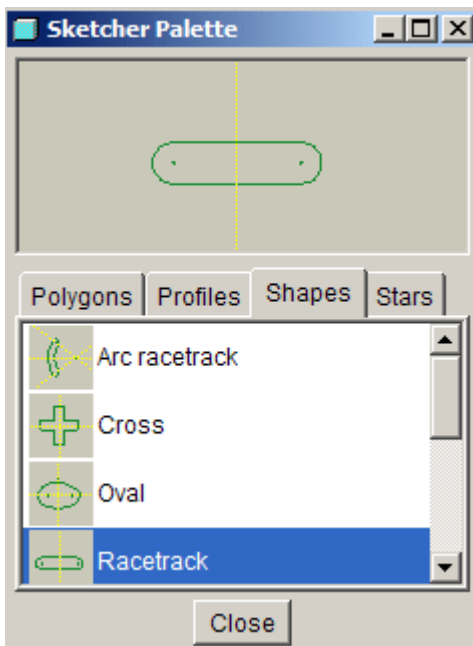 Sketcher Palette
Polygons Profiles Shapes Stars
Arc racetrack
Cross
Oval
Racetrack
Close